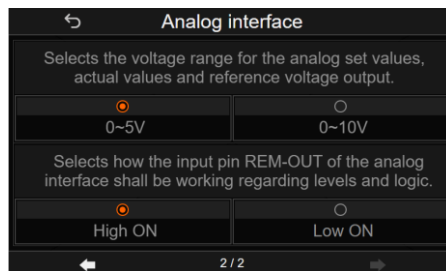 Analog interface
Selects the voltage range for the analog set values,
actual values and reference voltage output.
0~5V 0~10V
Selects how the input pin REM-OUT of the analog
interface shall be working regarding levels and logic.
High ON Low ON
2 / 2